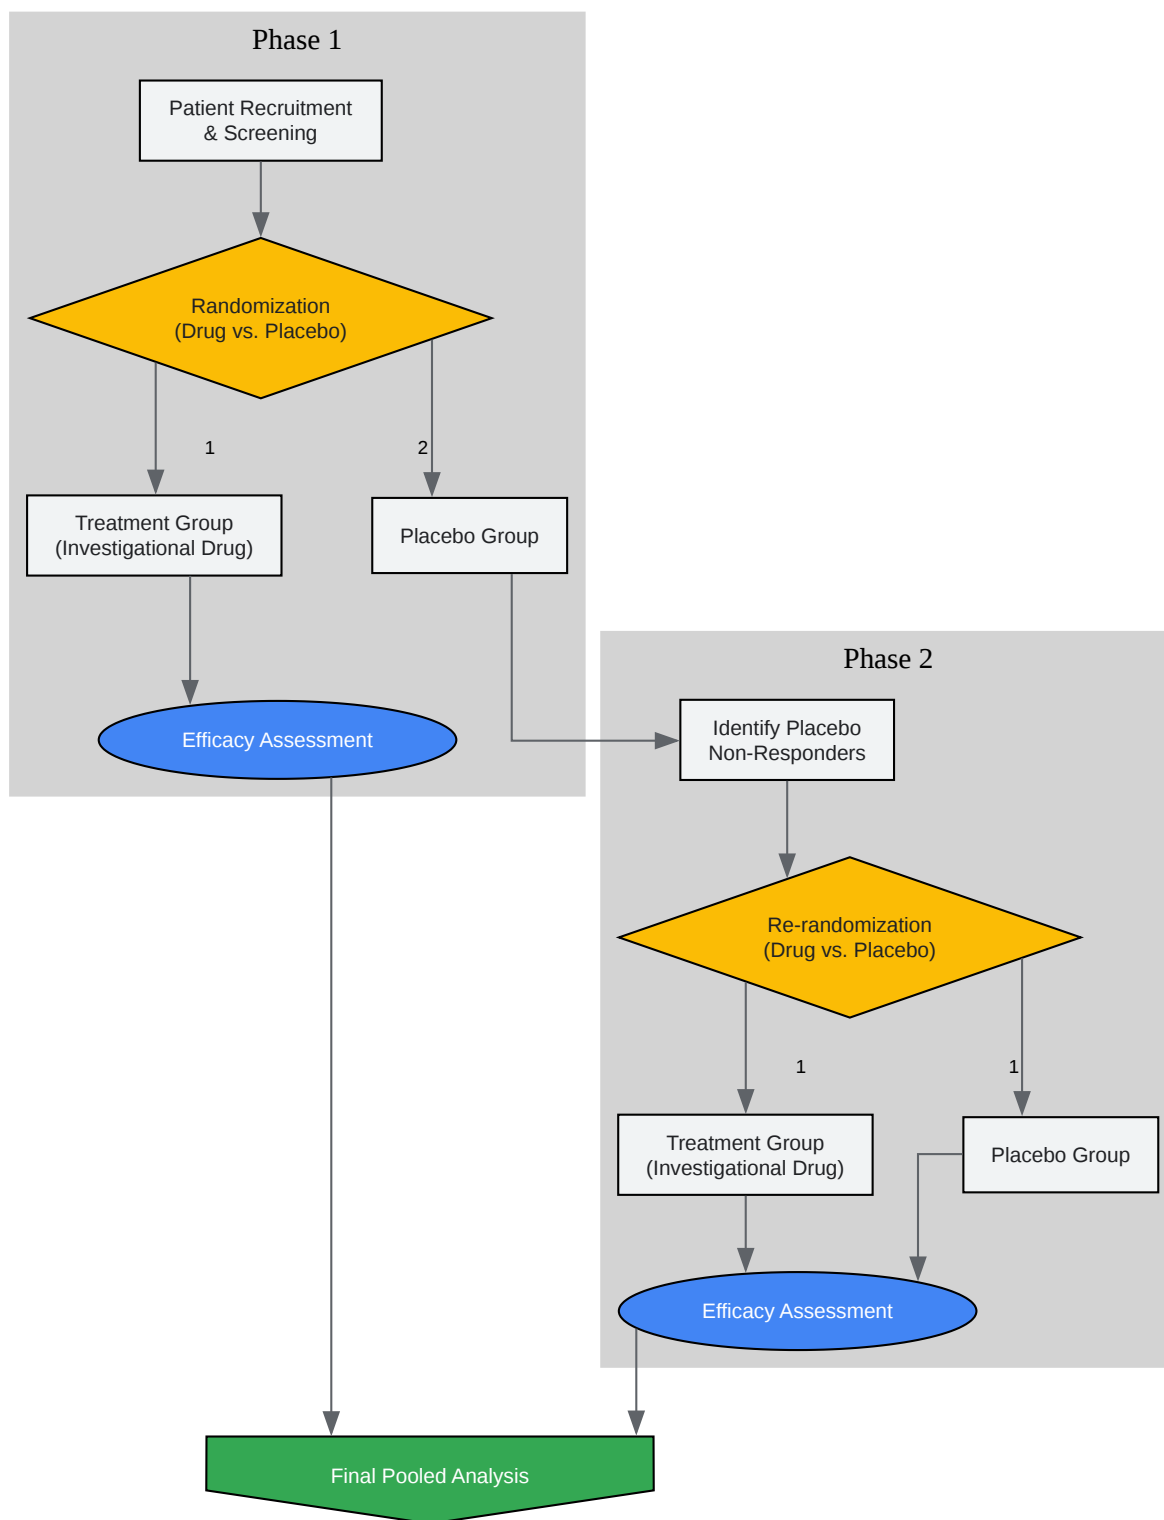 Phase 1
Patient Recruitment
& Screening
Randomization
(Drug vs. Placebo)
1
2
Treatment Group
(Investigational Drug)
Placebo Group
Efficacy Assessment
Phase 2
Identify Placebo
Non-Responders
Re-randomization
(Drug vs. Placebo)
1
1
Treatment Group
(Investigational Drug)
Placebo Group
Efficacy Assessment
Final Pooled Analysis